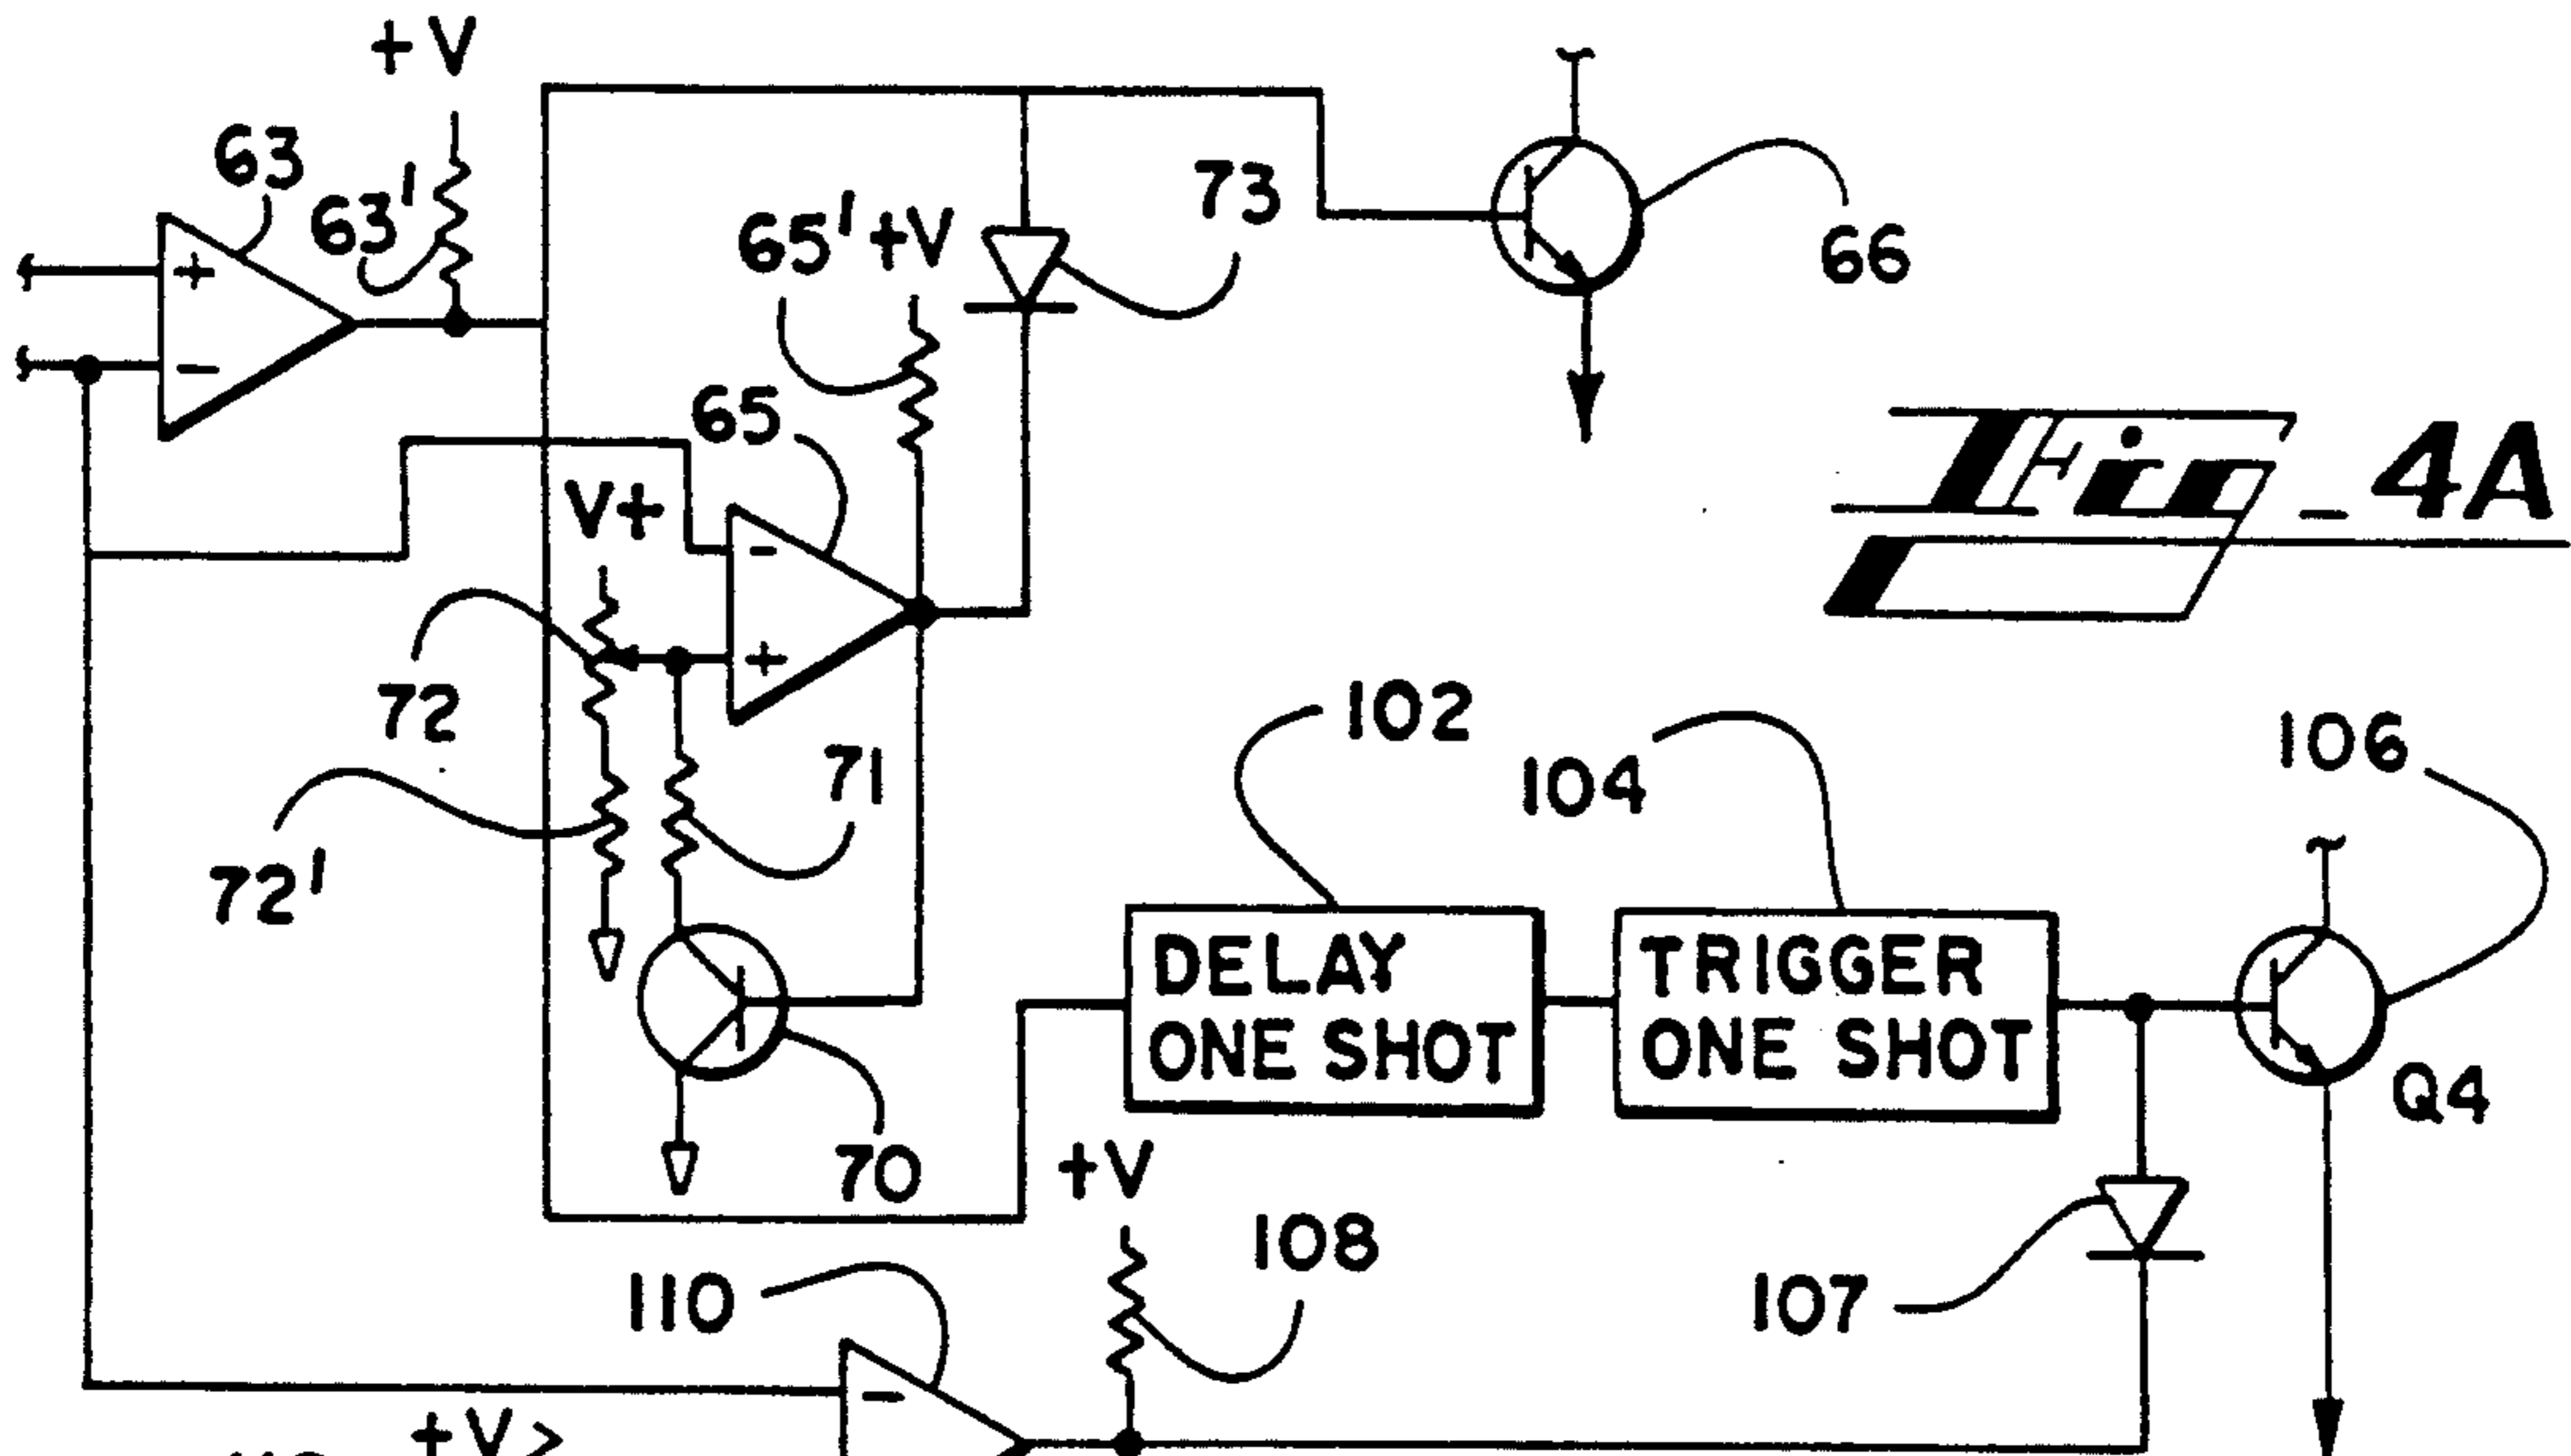 +V
63
63'
73
65' +V
66
65
Fig_4A
V+
72
71
102
104
106
72'
DELAY
ONE SHOT
TRIGGER
ONE SHOT
Q4
70
+V
108
110
107
+
-
-
+
-
+V